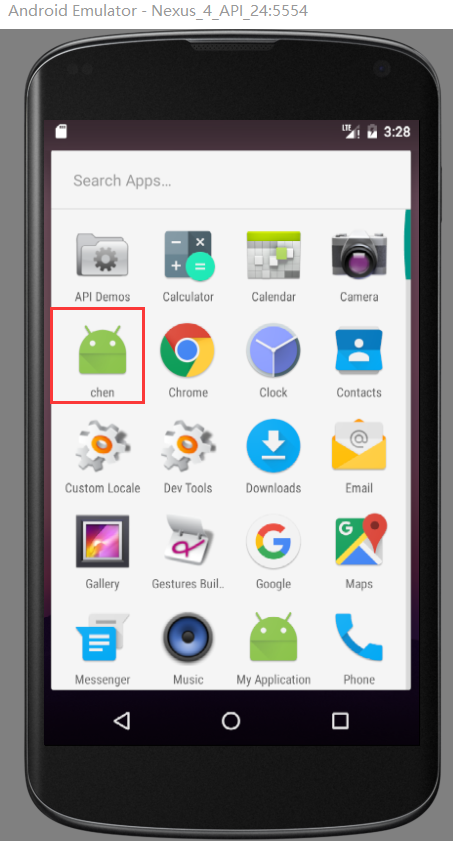 Android Emulator - Nexus_4_API_24:5554
LTE 3:28
Search Apps...
API Demos Calculator Calendar Camera
chen Chrome Clock Contacts
Custom Locale Dev Tools Downloads Email
Gallery Gestures Buil.. Google Maps
Messenger Music My Application Phone